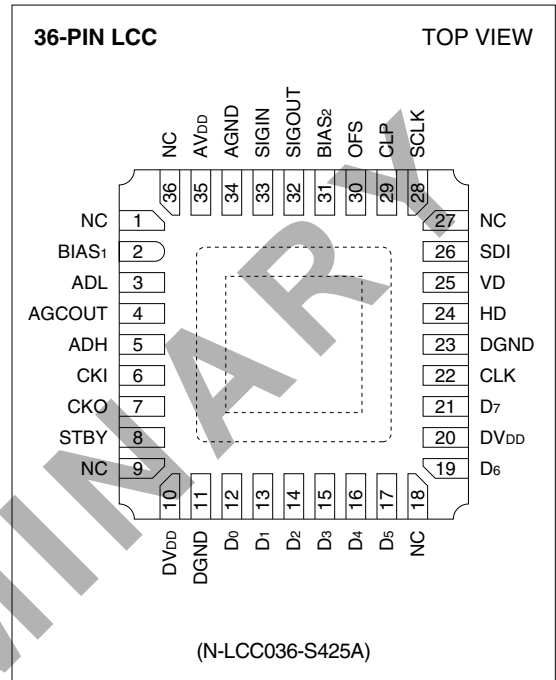 36-PIN LCC
TOP VIEW
NC
AVDD
AGND
SIGIN
SIGOUT
BIAS2
OFS
CLP
SCLK
36
35
34
33
32
31
30
29
28
NC 1
BIAS1 2
ADL 3
AGCOUT 4
ADH 5
CKI 6
CKO 7
STBY 8
NC 9
27 NC
26 SDI
25 VD
24 HD
23 DGND
22 CLK
21 D7
20 DVDD
19 D6
10
11
12
13
14
15
16
17
18
DVDD
DGND
D0
D1
D2
D3
D4
D5
NC
(N-LCC036-S425A)
MINARY